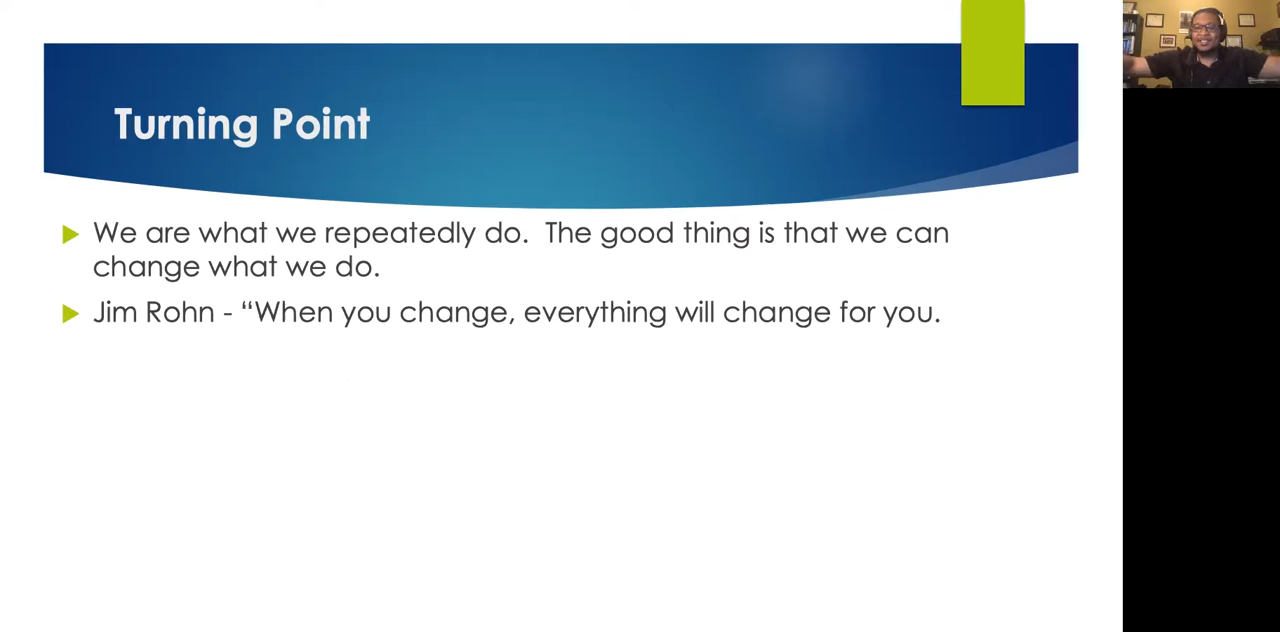 Turning Point
We are what we repeatedly do.  The good thing is that we can
change what we do.
Jim Rohn - “When you change, everything will change for you.